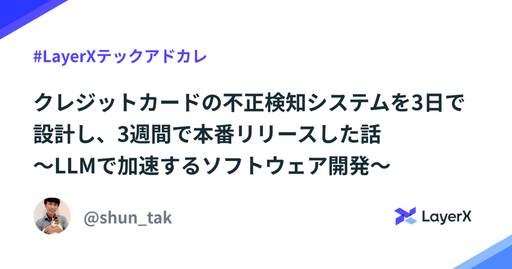 #LayerXテックアドカレ
クレジットカードの不正検知システムを3日で
設計し、3週間で本番リリースした話
〜LLMで加速するソフトウェア開発〜
@shun_tak
LayerX